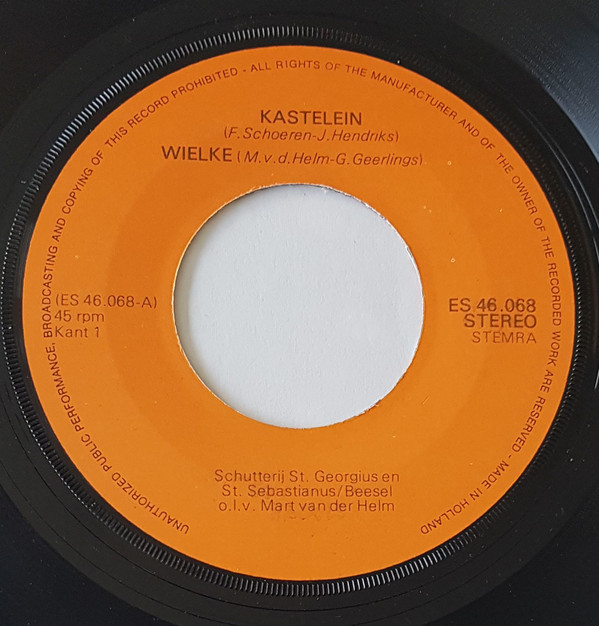 UNAUTHORIZED PUBLIC PERFORMANCE, BROADCASTING AND COPYING OF THIS RECORD PROHIBITED - ALL RIGHTS OF THE MANUFACTURER AND OF THE OWNER OF THE RECORDED WORK ARE RESERVED - MADE IN HOLLAND
KASTELEIN
(F. Schoeren-J. Hendriks)
WIELKE (M.v.d.Helm-G.Geerlings)
(ES 46.068-A)
45 rpm
Kant 1
ES 46.068
STEREO
STEMRA
Schutterij St. Georgius en
St. Sebastianus/Beesel
o.l.v. Mart van der Helm